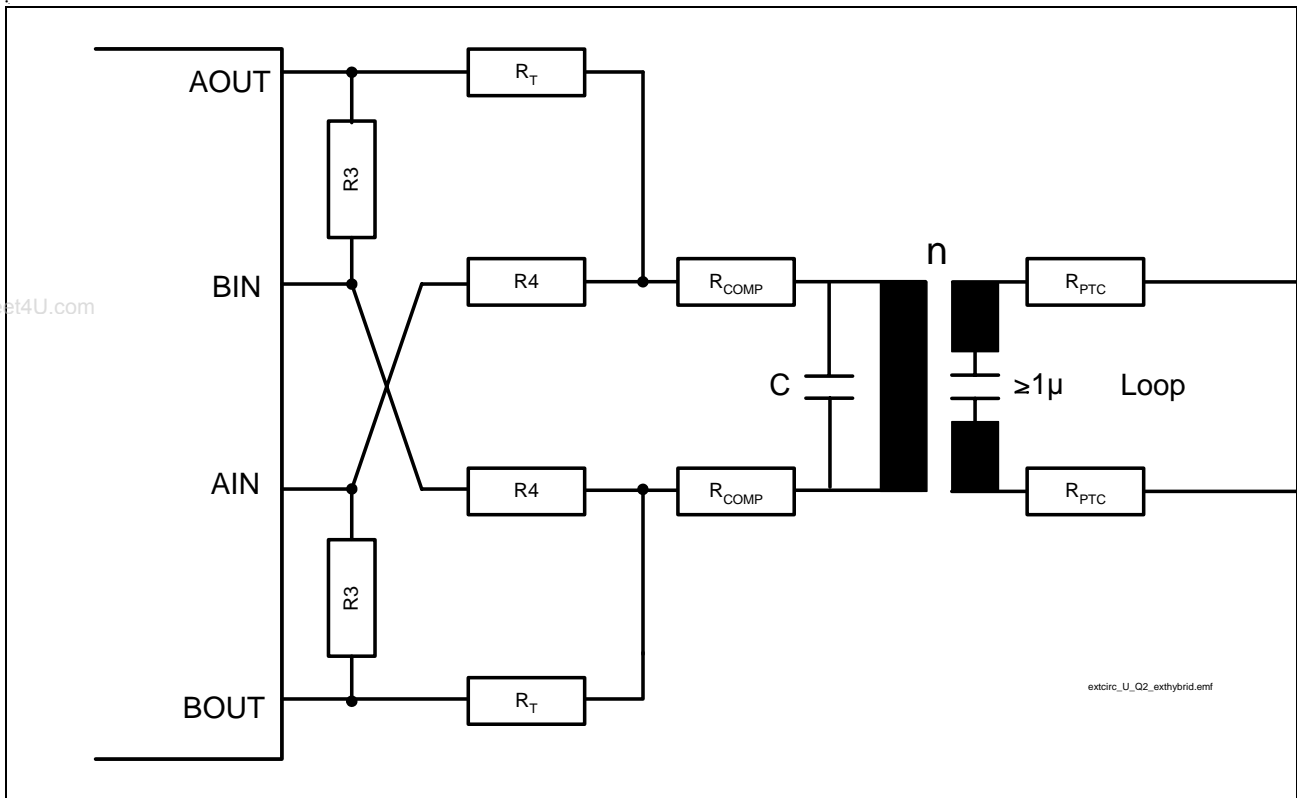 AOUT
R_T
R3
n
BIN
R4
R_COMP
R_PTC
et4U.com
C
≥1µ
Loop
AIN
R4
R_COMP
R_PTC
R3
BOUT
R_T
extcirc_U_Q2_exthybrid.emf